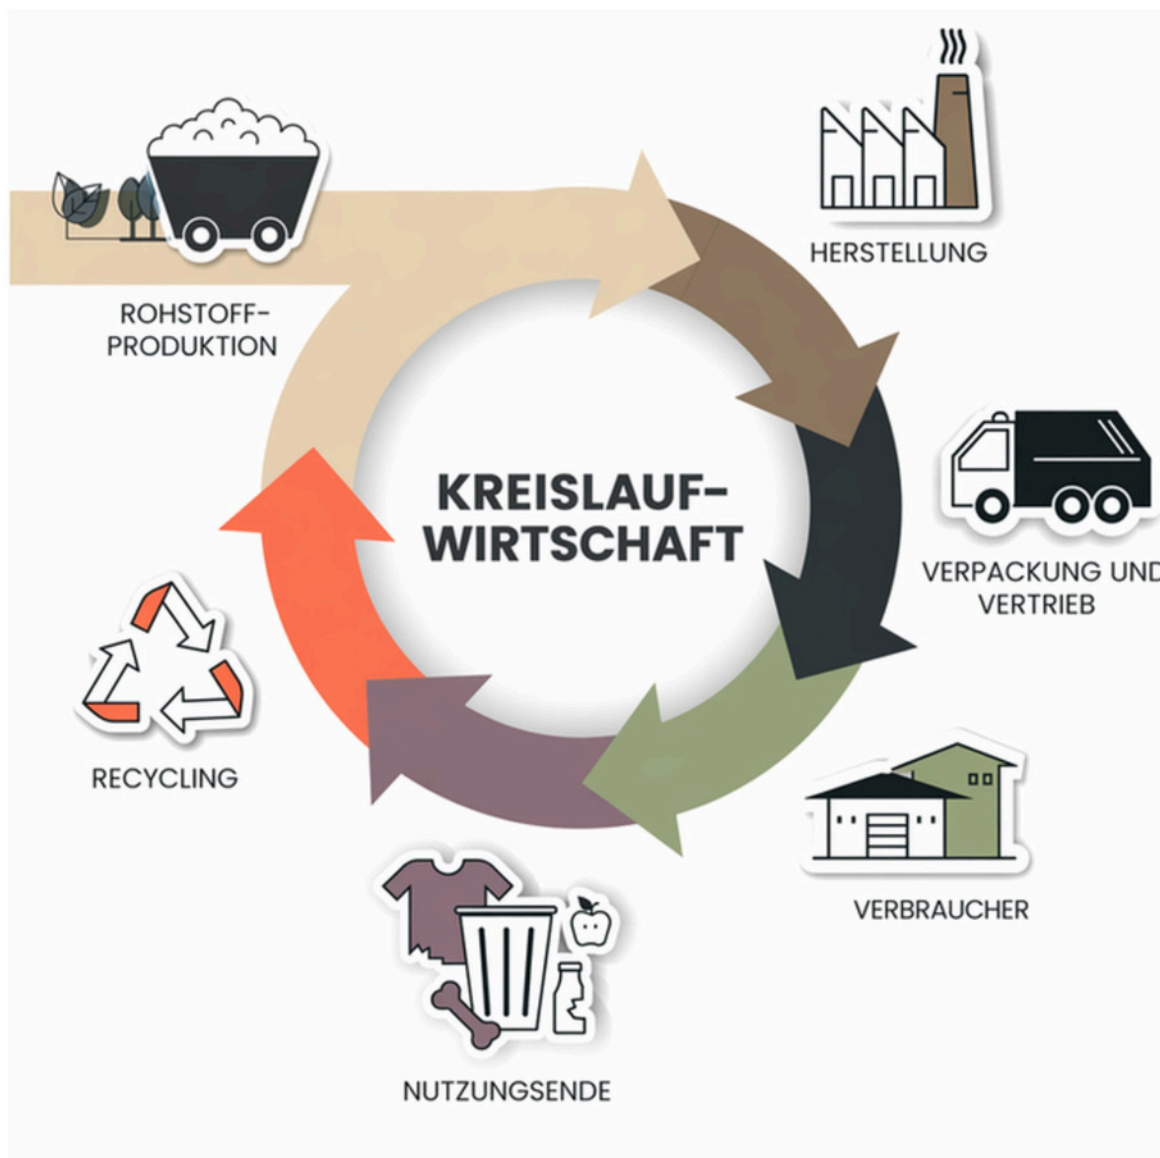 HERSTELLUNG
ROHSTOFF-
PRODUKTION
KREISLAUF-
WIRTSCHAFT
VERPACKUNG UND
VERTRIEB
RECYCLING
VERBRAUCHER
NUTZUNGSENDE